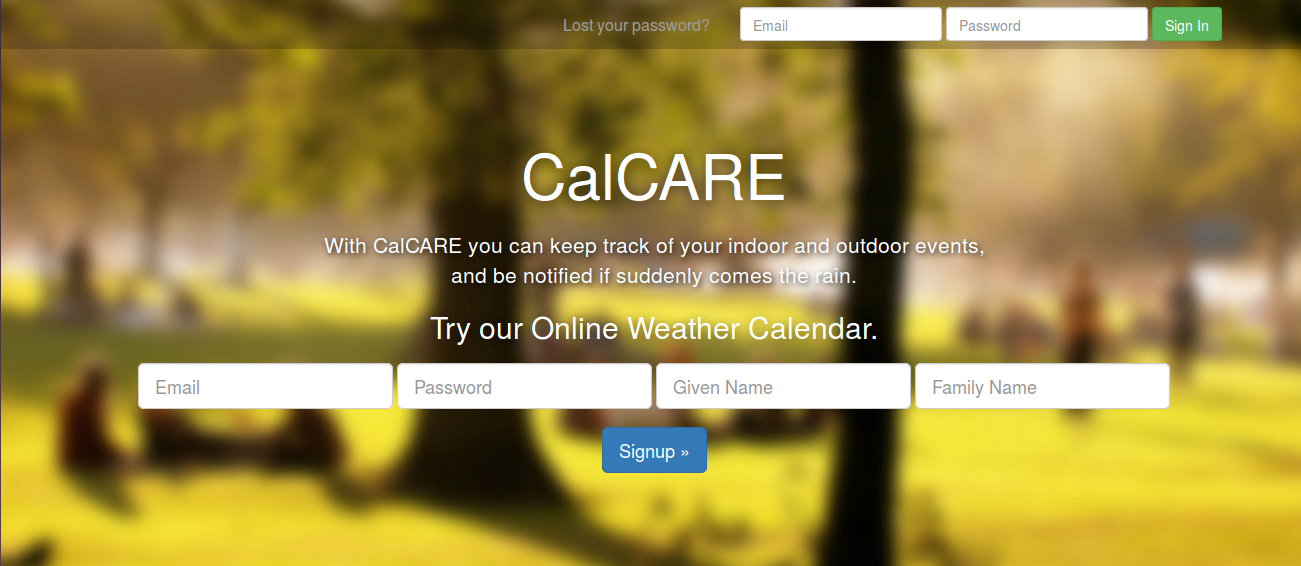 Lost your password? Email Password Sign In
CalCARE
With CalCARE you can keep track of your indoor and outdoor events,
and be notified if suddenly comes the rain.
Try our Online Weather Calendar.
Email Password Given Name Family Name
Signup »